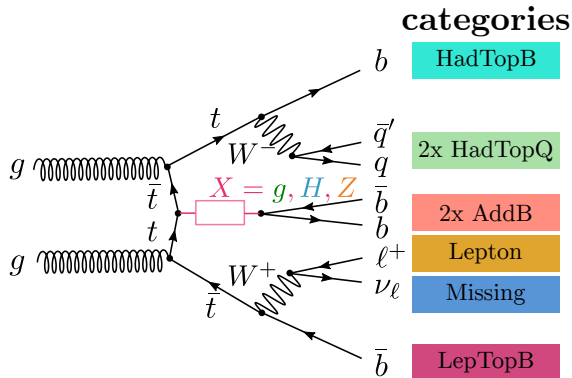 categories
b
HadTopB
t
W⁻
q̄′
q
2x HadTopQ
g
t̄
X = g, H, Z
b̄
b
2x AddB
t
g
W⁺
ℓ⁺
Lepton
ν_ℓ
Missing
t̄
b̄
LepTopB